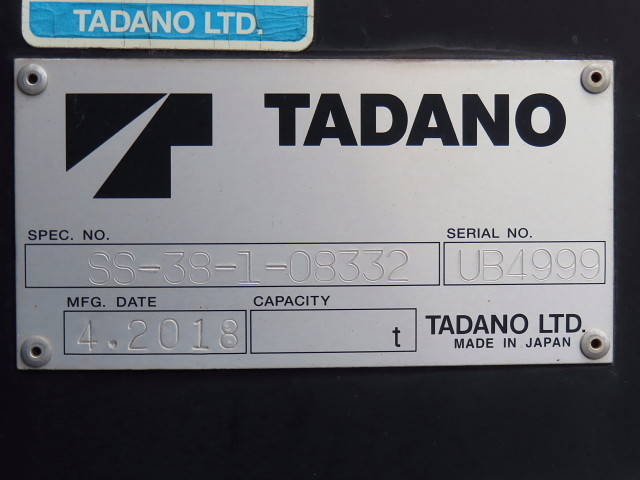 TADANO LTD.
TADANO
SPEC. NO. SERIAL NO.
SS-38-1-08332 UB4999
MFG. DATE CAPACITY
4.2018 t
TADANO LTD.
MADE IN JAPAN